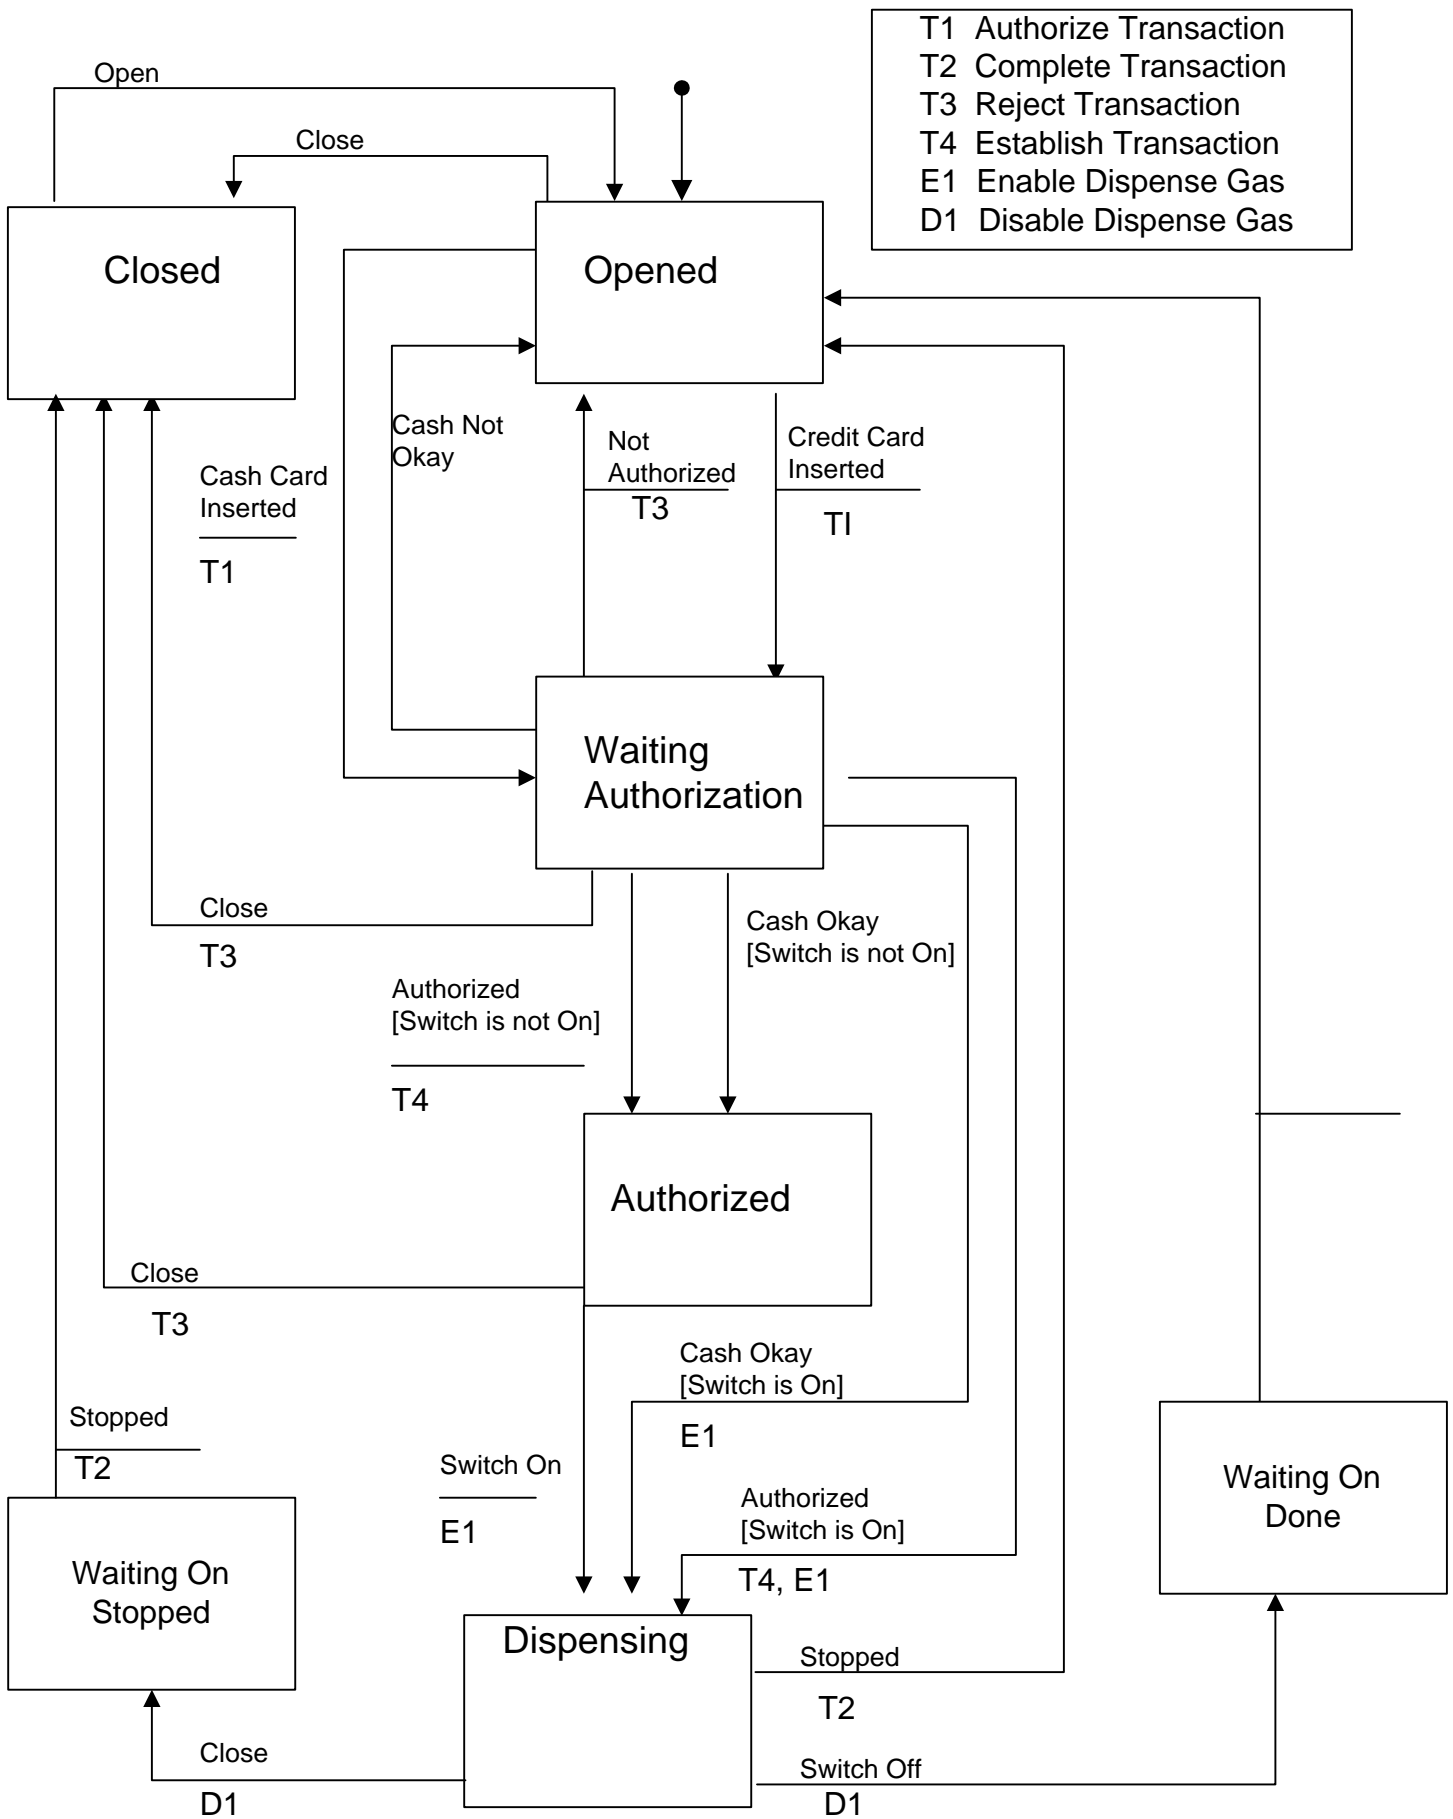 T1 Authorize Transaction
T2 Complete Transaction
T3 Reject Transaction
T4 Establish Transaction
E1 Enable Dispense Gas
D1 Disable Dispense Gas
Open
Close
Closed
Opened
Cash Not
Okay
Not
Authorized
T3
Credit Card
Inserted
TI
Cash Card
Inserted
T1
Waiting
Authorization
Close
T3
Cash Okay
[Switch is not On]
Authorized
[Switch is not On]
T4
Authorized
Close
T3
Cash Okay
[Switch is On]
E1
Stopped
T2
Switch On
E1
Authorized
[Switch is On]
T4, E1
Waiting On
Done
Waiting On
Stopped
Dispensing
Stopped
T2
Close
D1
Switch Off
D1